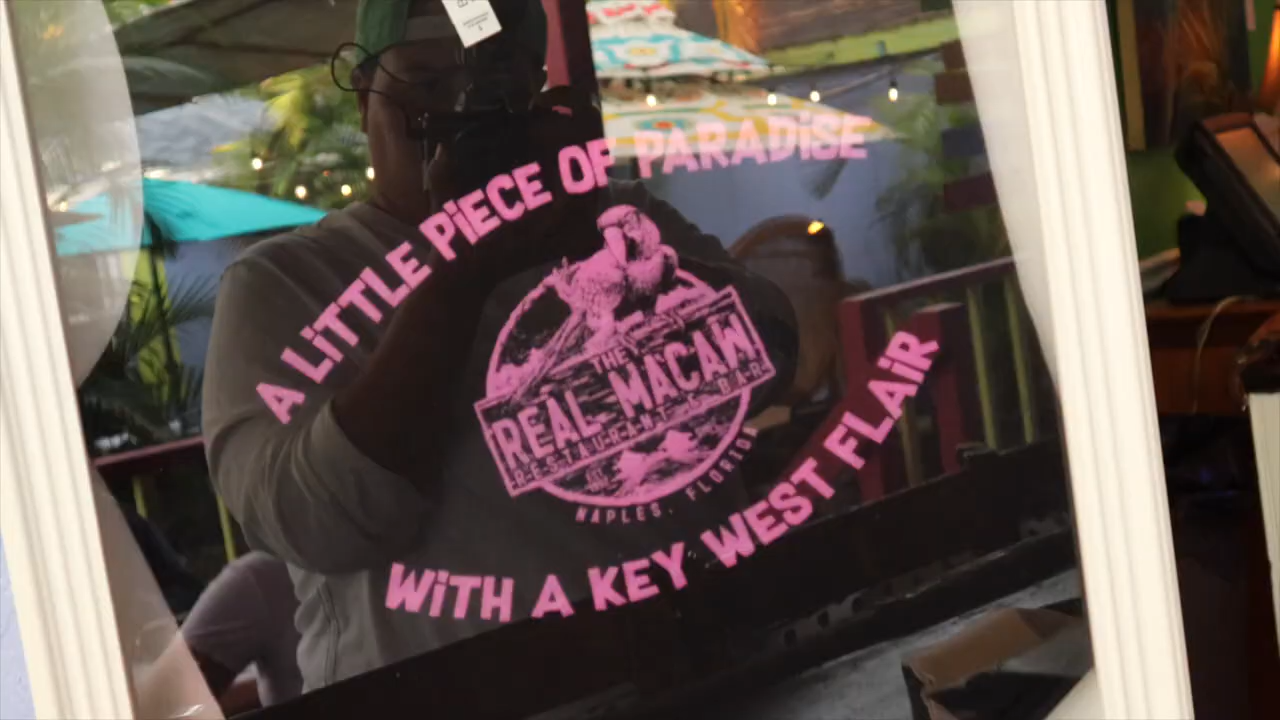 A LiTTLE PiECE OF PARADiSE
THE
REAL MACAW
RESTAURANT & BAR
NAPLES, FLORIDA
WiTH A KEY WEST FLAiR